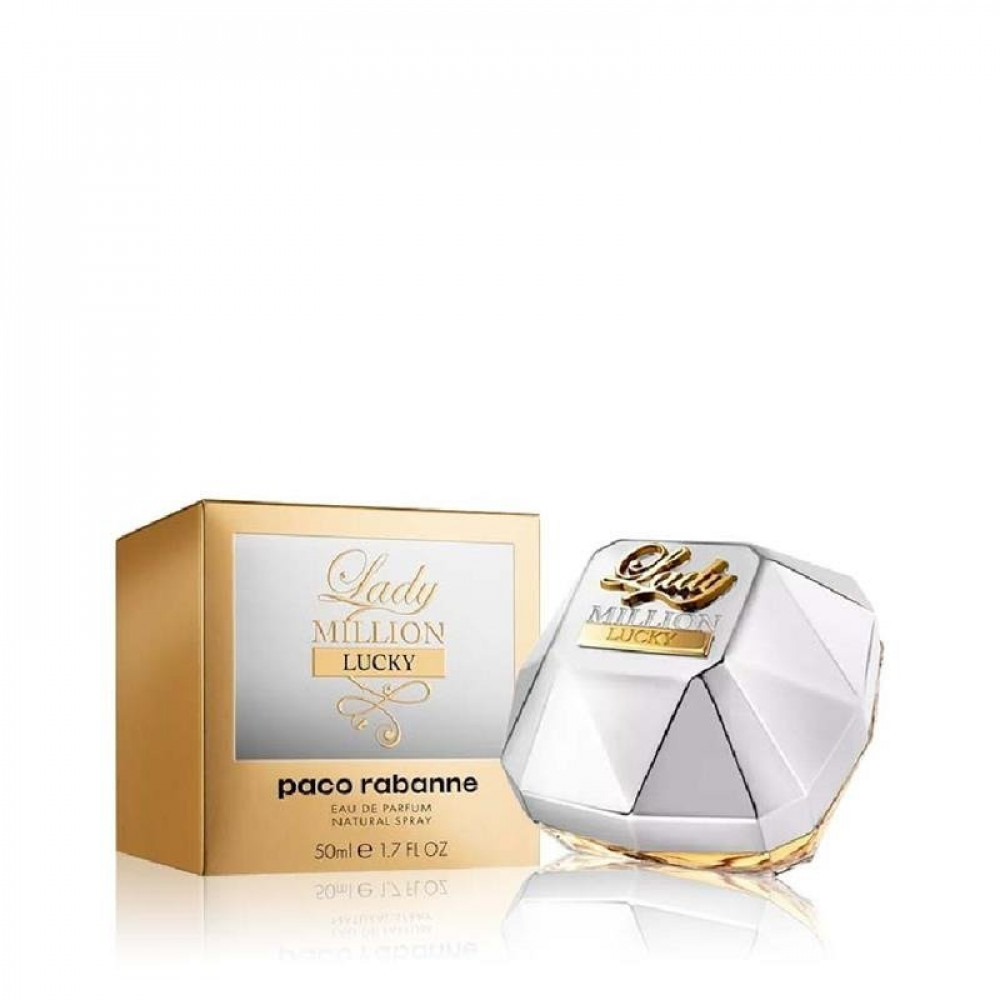 Lady
MILLION
LUCKY
paco rabanne
EAU DE PARFUM
NATURAL SPRAY
50ml e 1.7 FL OZ
Lady
MILLION
LUCKY